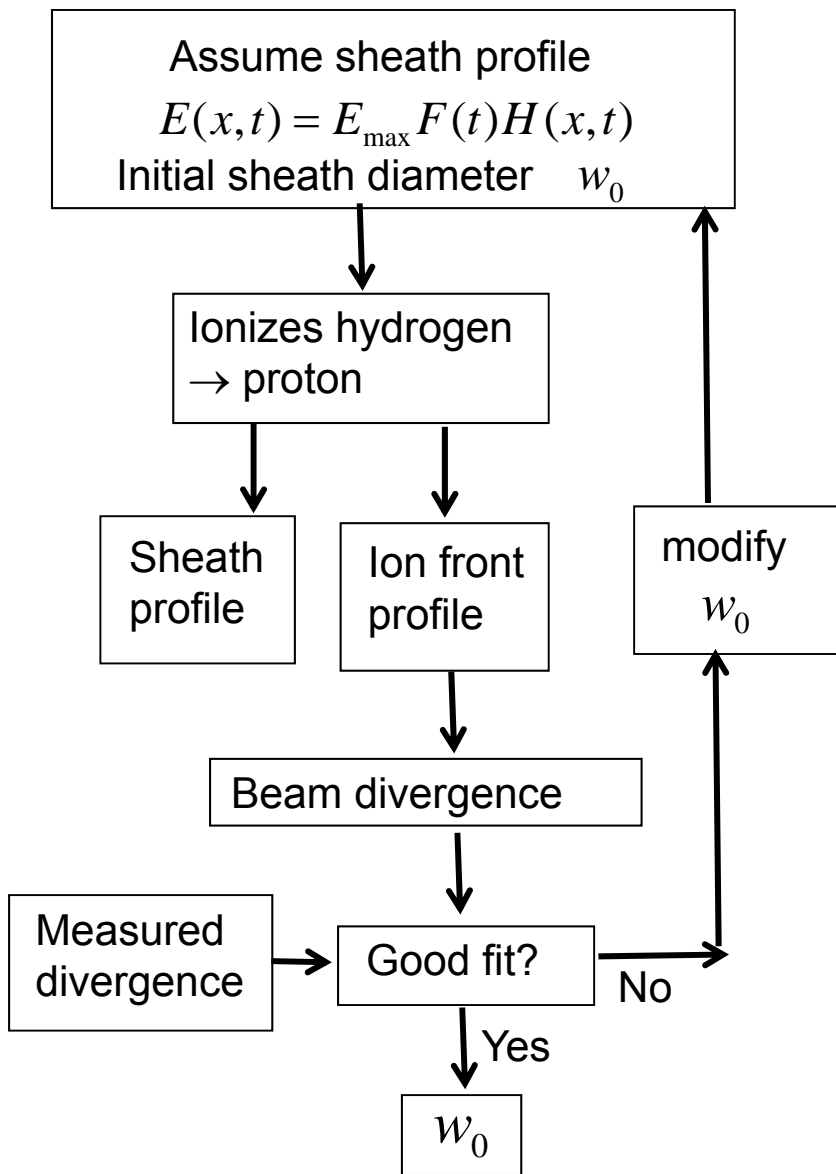 Assume sheath profile
E(x,t) = E_max F(t)H(x,t)
Initial sheath diameter w_0
Ionizes hydrogen
→ proton
Sheath
profile
Ion front
profile
modify
w_0
Beam divergence
Measured
divergence
Good fit?
No
Yes
w_0